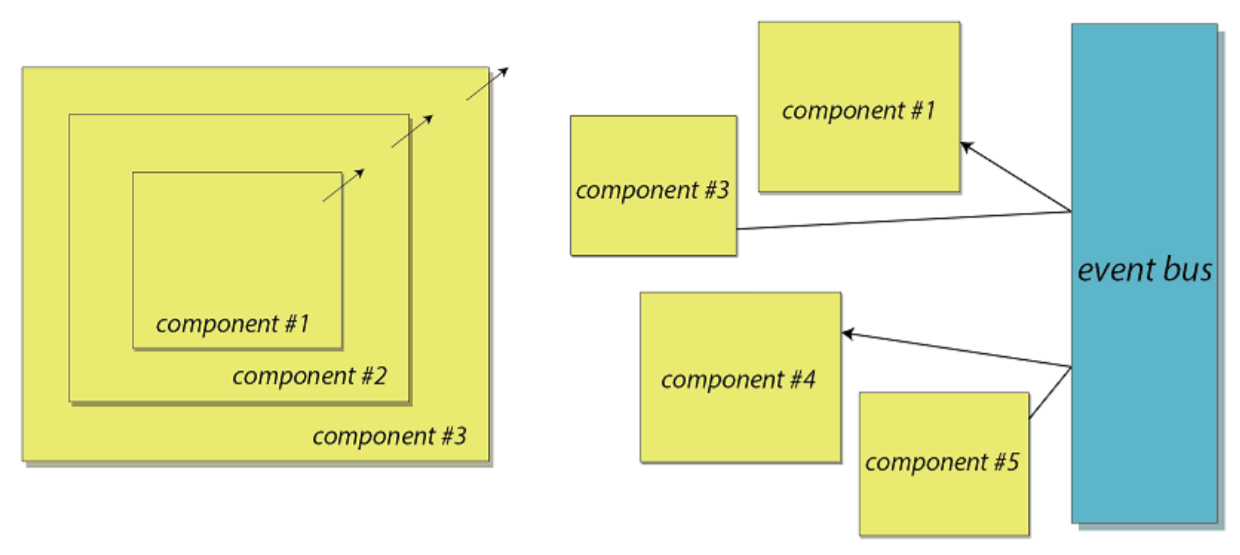 component #1
component #2
component #3
component #1
component #3
event bus
component #4
component #5